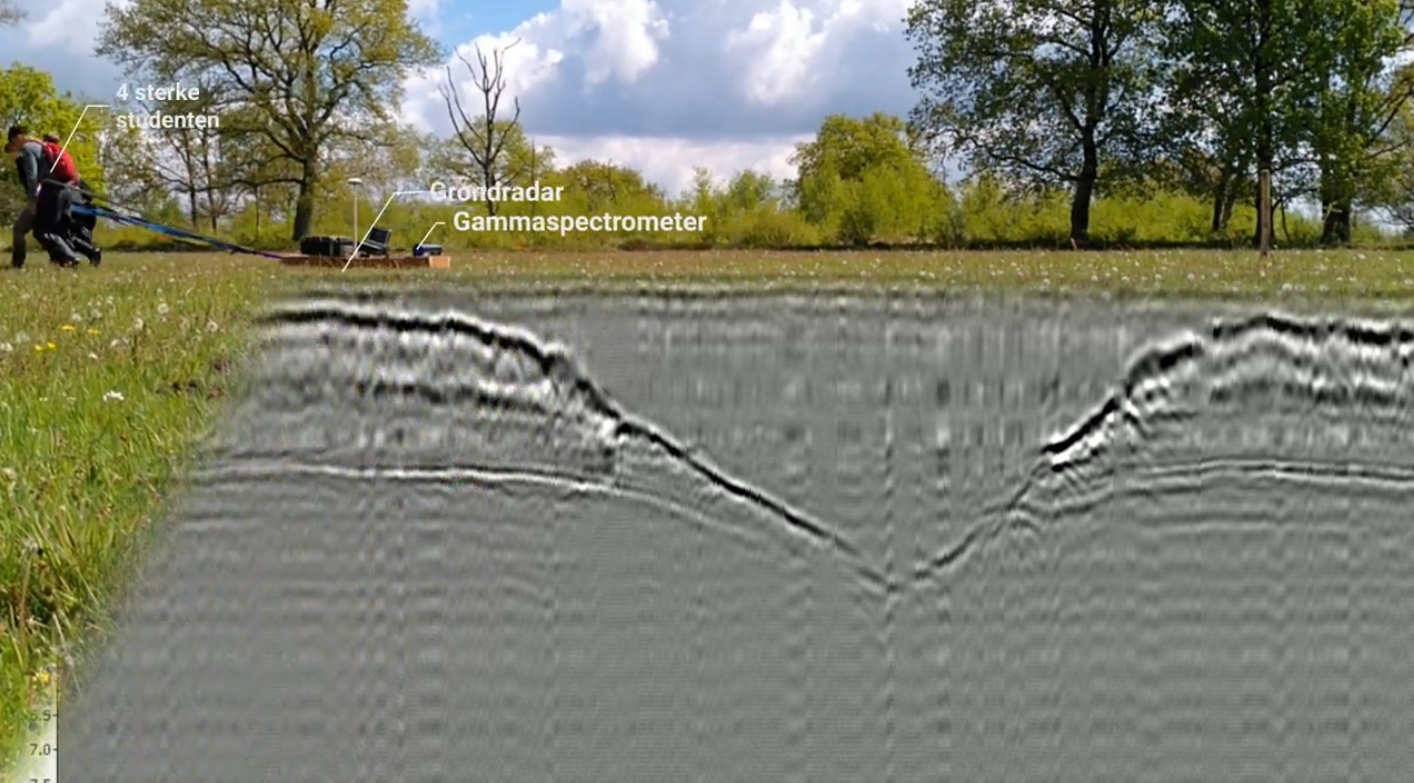 4 sterke
studenten
Grondradar
Gammaspectrometer
7.0